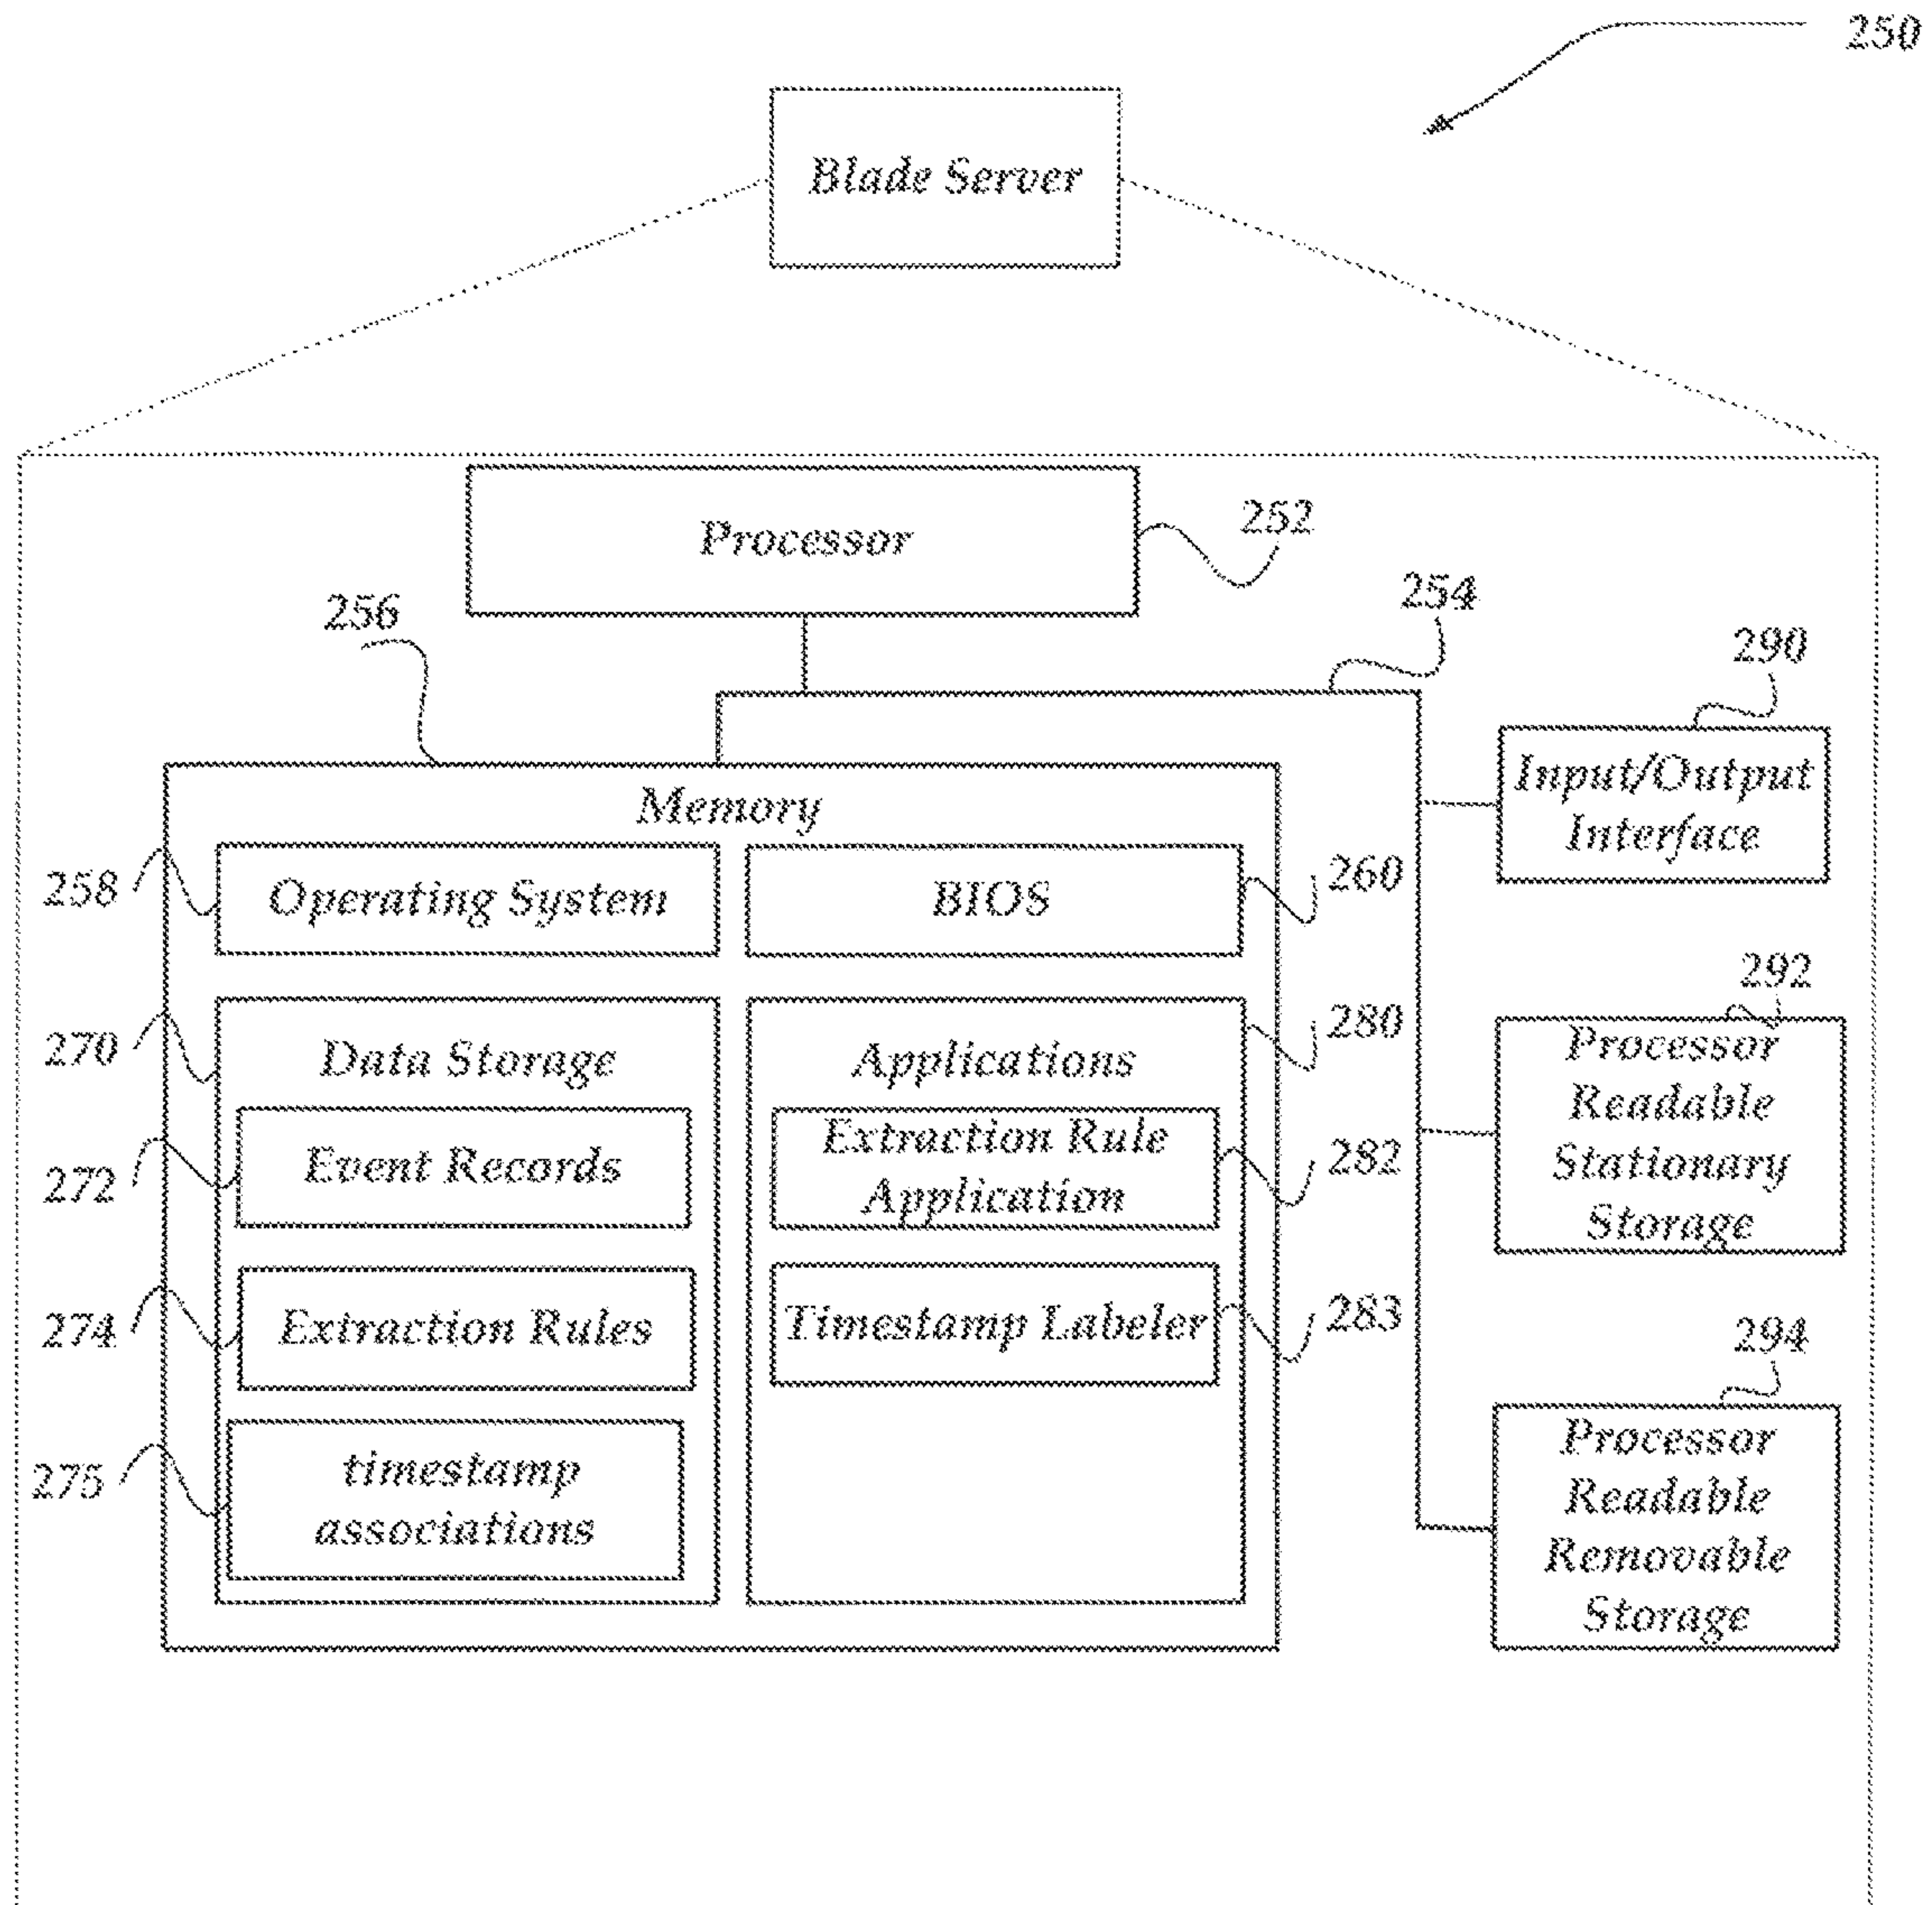 250
Blade Server
Processor
252
254
256
290
Input/Output
Interface
Memory
258
Operating System
BIOS
260
292
Processor
Readable
Stationary
Storage
270
Data Storage
Applications
280
272
Event Records
Extraction Rule
Application
282
274
Extraction Rules
Timestamp Labeler
283
294
Processor
Readable
Removable
Storage
275
timestamp
associations